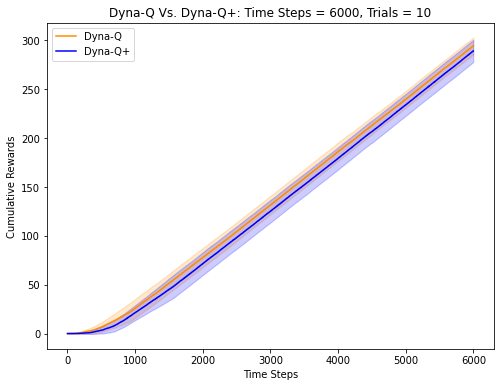 Dyna-Q Vs. Dyna-Q+: Time Steps = 6000, Trials = 10
Dyna-Q
Dyna-Q+
Cumulative Rewards
300
250
200
150
100
50
0
0 1000 2000 3000 4000 5000 6000
Time Steps